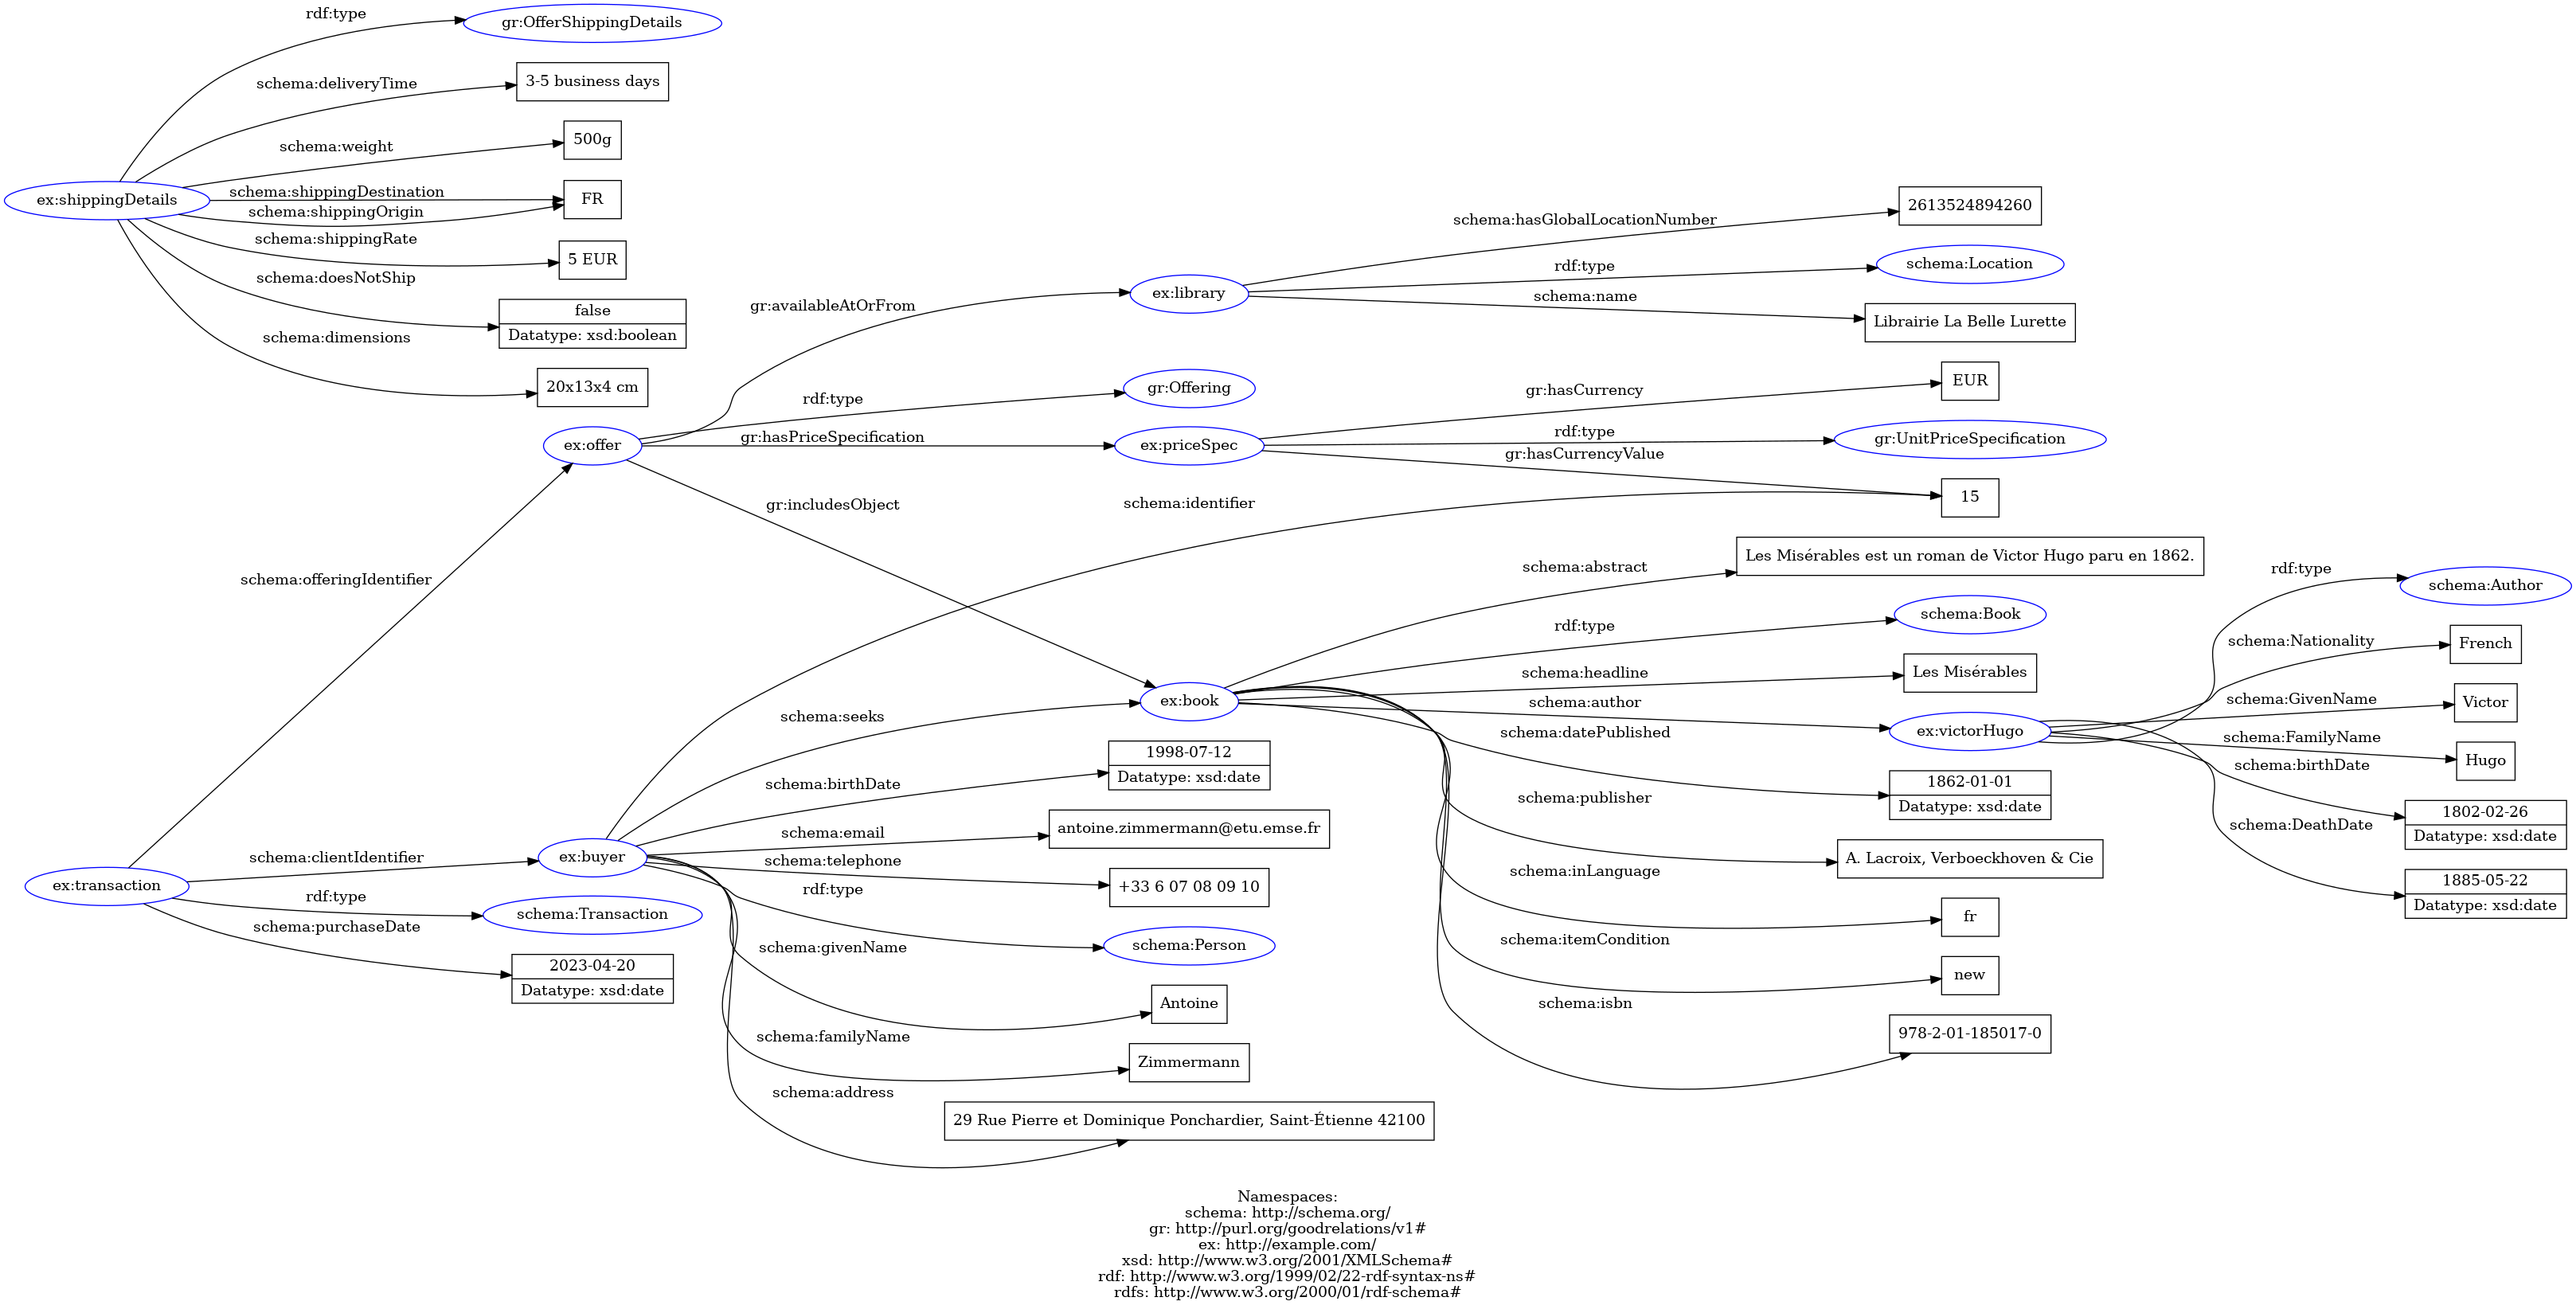 rdf:type
gr:OfferShippingDetails
schema:deliveryTime
3-5 business days
schema:weight
500g
ex:shippingDetails
schema:shippingDestination
FR
schema:shippingOrigin
schema:shippingRate
5 EUR
schema:doesNotShip
false
Datatype: xsd:boolean
schema:dimensions
20x13x4 cm
gr:availableAtOrFrom
ex:library
schema:hasGlobalLocationNumber
2613524894260
rdf:type
schema:Location
schema:name
Librairie La Belle Lurette
ex:offer
rdf:type
gr:Offering
gr:hasPriceSpecification
ex:priceSpec
gr:hasCurrency
EUR
rdf:type
gr:UnitPriceSpecification
gr:hasCurrencyValue
15
gr:includesObject
schema:identifier
schema:offeringIdentifier
schema:abstract
Les Misérables est un roman de Victor Hugo paru en 1862.
rdf:type
schema:Book
schema:headline
Les Misérables
ex:book
schema:author
ex:victorHugo
schema:datePublished
1862-01-01
Datatype: xsd:date
schema:publisher
A. Lacroix, Verboeckhoven & Cie
schema:inLanguage
fr
schema:itemCondition
new
schema:isbn
978-2-01-185017-0
rdf:type
schema:Author
schema:Nationality
French
schema:GivenName
Victor
schema:FamilyName
Hugo
schema:birthDate
1802-02-26
Datatype: xsd:date
schema:DeathDate
1885-05-22
Datatype: xsd:date
schema:seeks
schema:birthDate
1998-07-12
Datatype: xsd:date
schema:email
antoine.zimmermann@etu.emse.fr
ex:buyer
schema:telephone
+33 6 07 08 09 10
rdf:type
schema:Person
schema:givenName
Antoine
schema:familyName
Zimmermann
schema:address
29 Rue Pierre et Dominique Ponchardier, Saint-Étienne 42100
schema:clientIdentifier
ex:transaction
rdf:type
schema:Transaction
schema:purchaseDate
2023-04-20
Datatype: xsd:date
Namespaces:
schema: http://schema.org/
gr: http://purl.org/goodrelations/v1#
ex: http://example.com/
xsd: http://www.w3.org/2001/XMLSchema#
rdf: http://www.w3.org/1999/02/22-rdf-syntax-ns#
rdfs: http://www.w3.org/2000/01/rdf-schema#